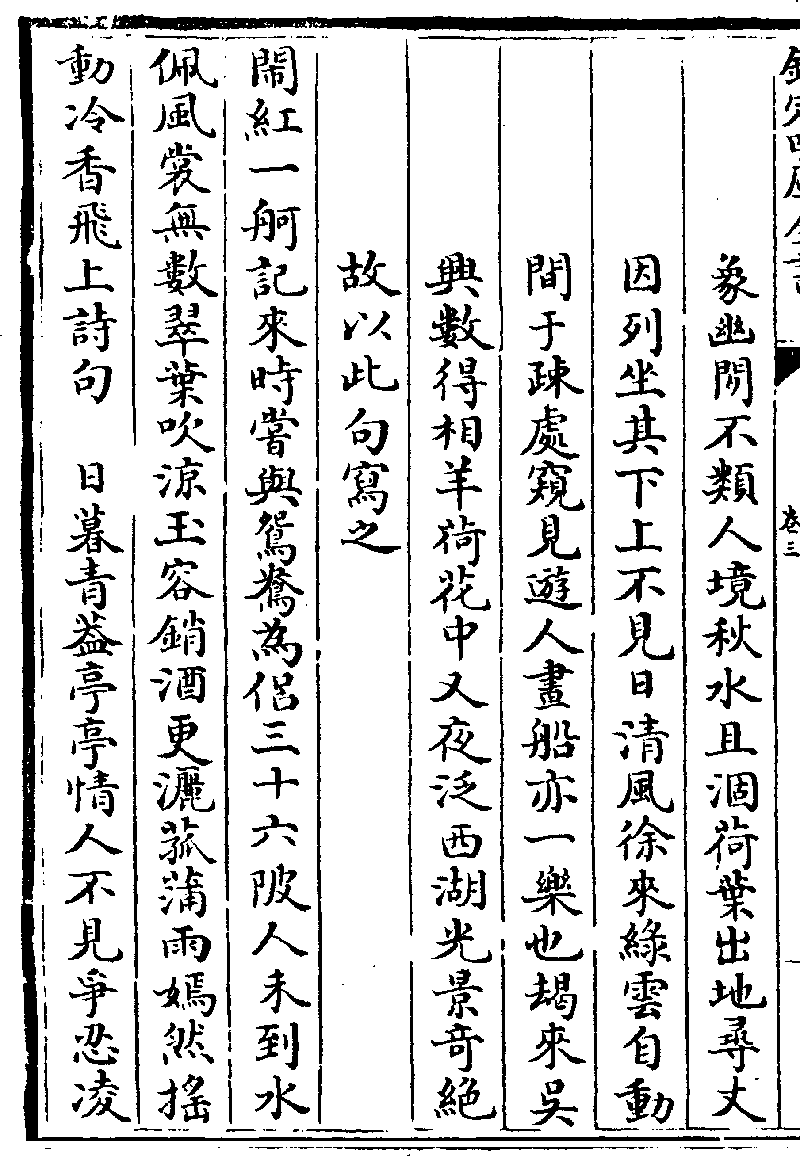 欽定四庫全書 卷三
象幽閒不類人境秋水且涸荷葉出地尋丈
因列坐其下上不見日清風徐來綠雲自動
間于疎處窺見遊人畫船亦一樂也朅來吳
興數得相羊荷花中又夜泛西湖光景奇絕
故以此句寫之
鬧紅一舸記來時嘗與鴛鴦為侶三十六陂人未到水
佩風裳無數翠葉吹涼玉容銷酒更灑菰蒲雨嫣然搖
動冷香飛上詩句　日暮青葢亭亭情人不見爭忍凌